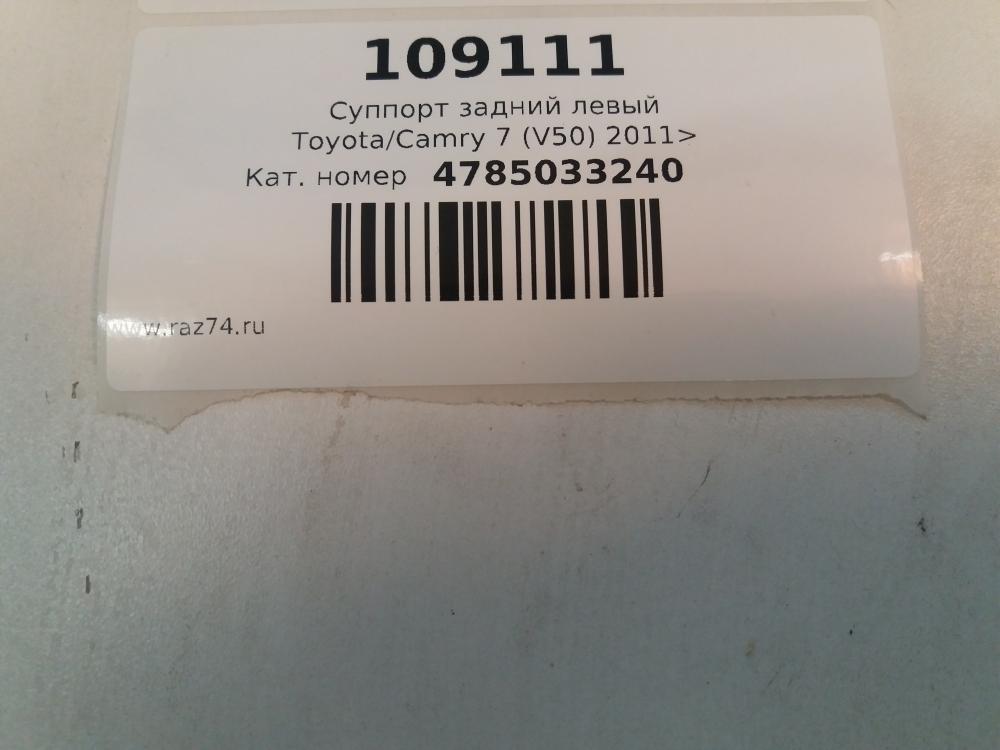 109111
Суппорт задний левый
Toyota/Camry 7 (V50) 2011>
Кат. номер 4785033240
www.raz74.ru